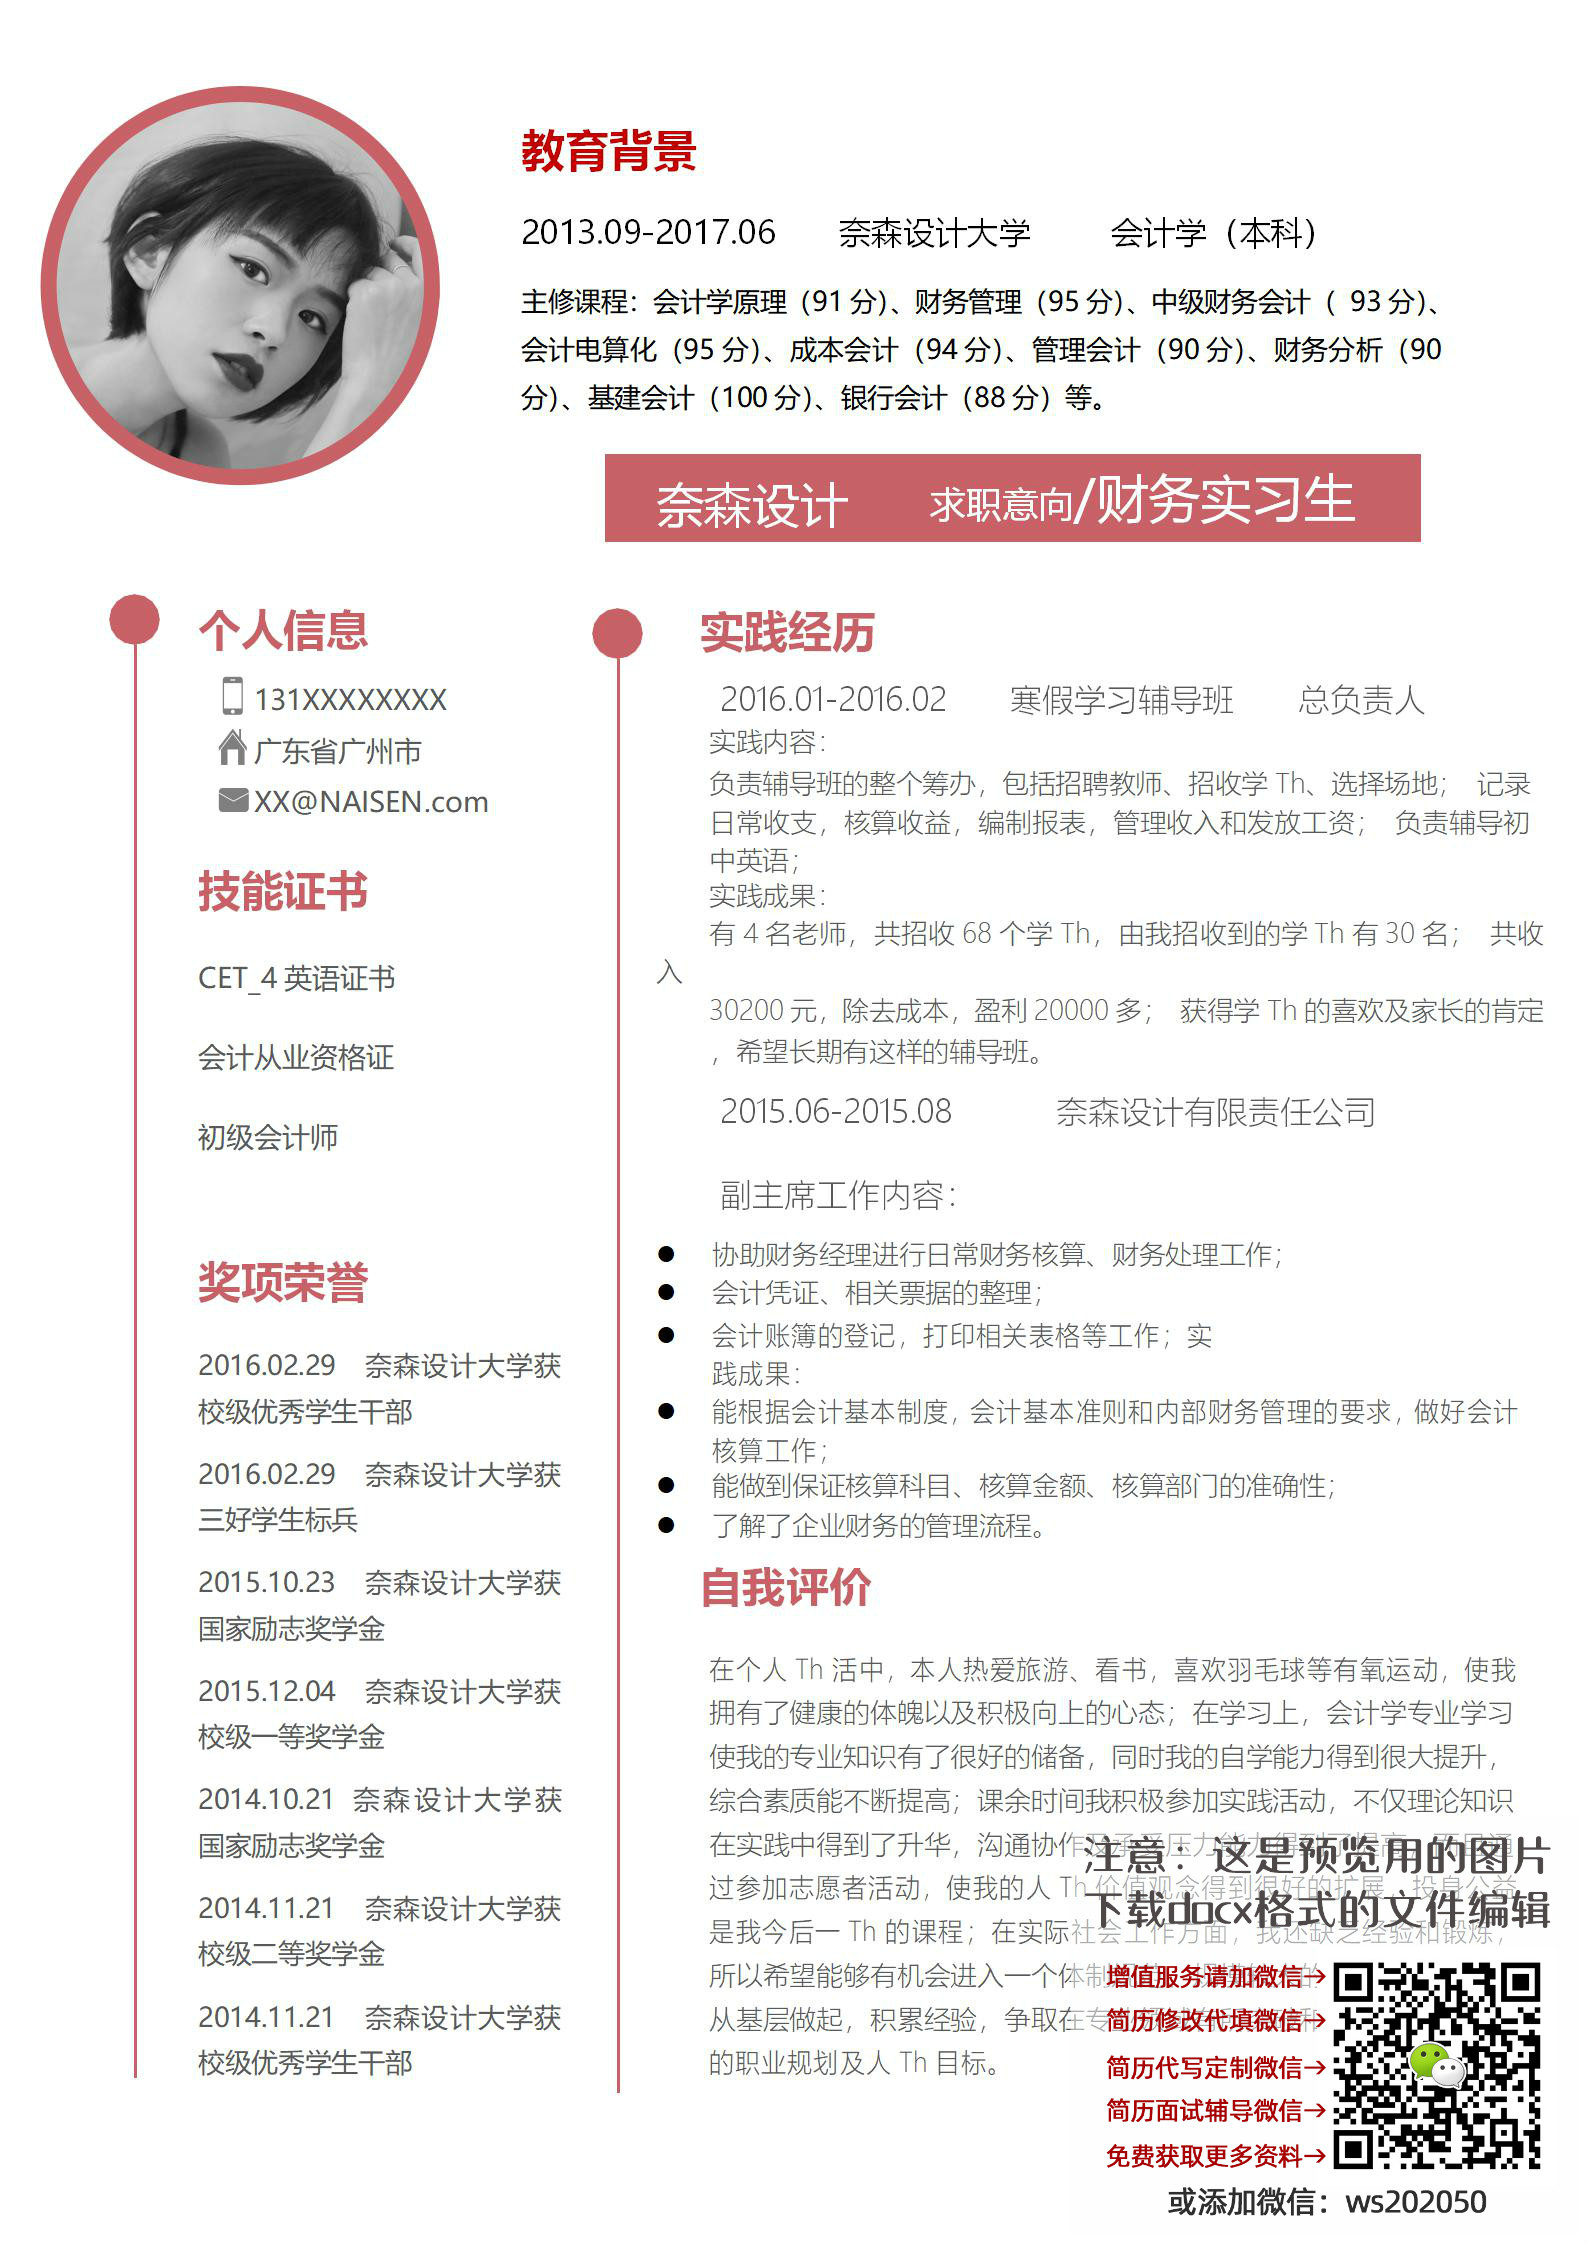 教育背景
2013.09-2017.06 奈森设计大学 会计学（本科）
主修课程：会计学原理（91 分）、财务管理（95 分）、中级财务会计（ 93 分）、
会计电算化（95 分）、成本会计（94 分）、管理会计（90 分）、财务分析（90
分）、基建会计（100 分）、银行会计（88 分）等。
奈森设计 求职意向/财务实习生
个人信息
131XXXXXXXX
广东省广州市
XX@NAISEN.com
技能证书
CET_4 英语证书
会计从业资格证
初级会计师
奖项荣誉
2016.02.29 奈森设计大学获
校级优秀学生干部
2016.02.29 奈森设计大学获
三好学生标兵
2015.10.23 奈森设计大学获
国家励志奖学金
2015.12.04 奈森设计大学获
校级一等奖学金
2014.10.21 奈森设计大学获
国家励志奖学金
2014.11.21 奈森设计大学获
校级二等奖学金
2014.11.21 奈森设计大学获
校级优秀学生干部
实践经历
2016.01-2016.02 寒假学习辅导班 总负责人
实践内容：
负责辅导班的整个筹办，包括招聘教师、招收学 Th、选择场地； 记录
日常收支，核算收益，编制报表，管理收入和发放工资； 负责辅导初
中英语；
实践成果：
有 4 名老师，共招收 68 个学 Th，由我招收到的学 Th 有 30 名； 共收
入
30200 元，除去成本，盈利 20000 多； 获得学 Th 的喜欢及家长的肯定
，希望长期有这样的辅导班。
2015.06-2015.08 奈森设计有限责任公司
副主席工作内容：
● 协助财务经理进行日常财务核算、财务处理工作；
● 会计凭证、相关票据的整理；
● 会计账簿的登记，打印相关表格等工作；实
践成果：
● 能根据会计基本制度，会计基本准则和内部财务管理的要求，做好会计
核算工作；
● 能做到保证核算科目、核算金额、核算部门的准确性；
● 了解了企业财务的管理流程。
自我评价
在个人 Th 活中，本人热爱旅游、看书，喜欢羽毛球等有氧运动，使我
拥有了健康的体魄以及积极向上的心态；在学习上，会计学专业学习
使我的专业知识有了很好的储备，同时我的自学能力得到很大提升，
综合素质能不断提高；课余时间我积极参加实践活动，不仅理论知识
在实践中得到了升华，沟通协作及承受压力能力得到了提高，而且通
过参加志愿者活动，使我的人 Th 价值观念得到很好的扩展，投身公益
是我今后一 Th 的课程；在实际社会工作方面，我还缺乏经验和锻炼，
所以希望能够有机会进入一个体制
从基层做起，积累经验，争取在专
的职业规划及人 Th 目标。
注意：这是预览用的图片
下载docx格式的文件编辑
增值服务请加微信→
简历修改代填微信→
简历代写定制微信→
简历面试辅导微信→
免费获取更多资料→
或添加微信：ws202050